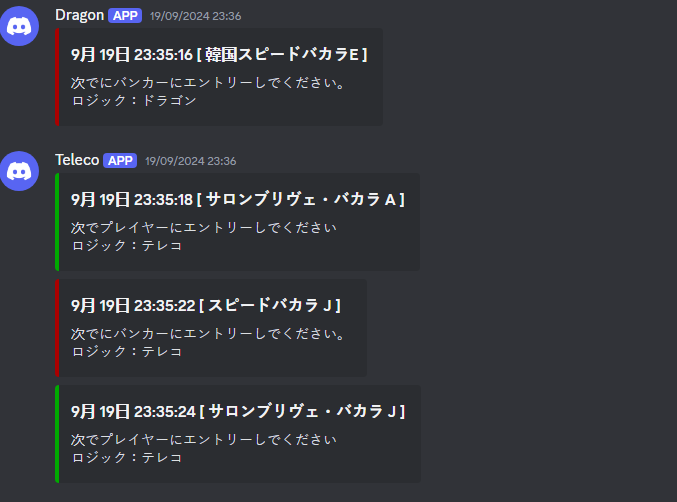 Dragon APP 19/09/2024 23:36
9月 19日 23:35:16 [ 韓国スピードバカラE ]
次でにバンカーにエントリーしでください。
ロジック：ドラゴン
Teleco APP 19/09/2024 23:36
9月 19日 23:35:18 [ サロンプリヴェ・バカラ A ]
次でプレイヤーにエントリーしでください
ロジック：テレコ
9月 19日 23:35:22 [ スピードバカラ J ]
次でにバンカーにエントリーしでください。
ロジック：テレコ
9月 19日 23:35:24 [ サロンプリヴェ・バカラ J ]
次でプレイヤーにエントリーしでください
ロジック：テレコ